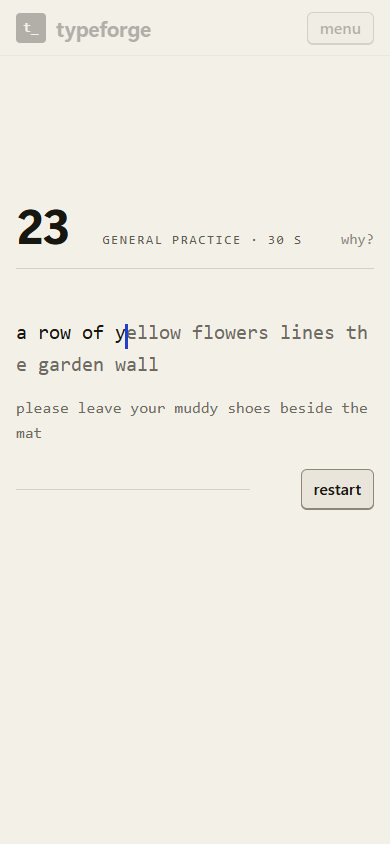 t_ typeforge menu
23 GENERAL PRACTICE · 30 S why?
a row of yellow flowers lines th
e garden wall
please leave your muddy shoes beside the
mat
restart